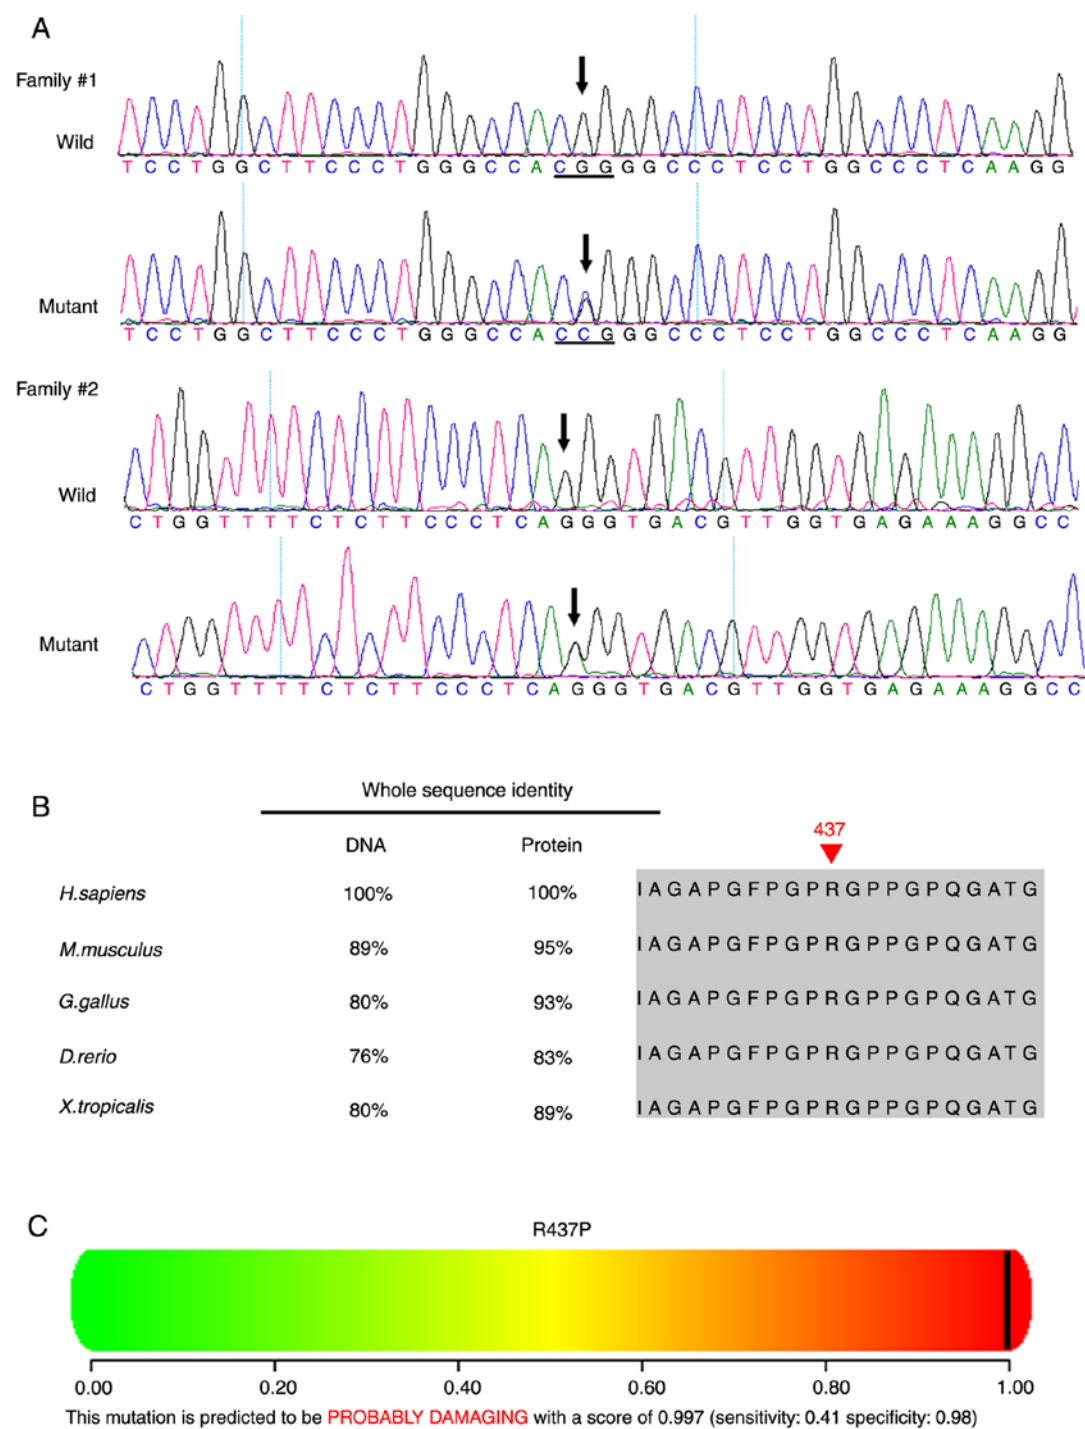 A
Family #1
Wild
T C C T G G C T T C C C T G G G C C A C G G G G C C C T C C T G G C C C T C A A G G
Mutant
T C C T G G C T T C C C T G G G C C A C C G G G C C C T C C T G G C C C T C A A G G
Family #2
Wild
C T G G T T T T C T C T T C C C T C A G G G T G A C G T T G G T G A G A A A G G C C
Mutant
C T G G T T T T C T C T T C C C T C A G G G T G A C G T T G G T G A G A A A G G C C
B
Whole sequence identity
DNA Protein
437
H.sapiens 100% 100% I A G A P G F P G P R G P P G P Q G A T G
M.musculus 89% 95% I A G A P G F P G P R G P P G P Q G A T G
G.gallus 80% 93% I A G A P G F P G P R G P P G P Q G A T G
D.rerio 76% 83% I A G A P G F P G P R G P P G P Q G A T G
X.tropicalis 80% 89% I A G A P G F P G P R G P P G P Q G A T G
C
R437P
0.00 0.20 0.40 0.60 0.80 1.00
This mutation is predicted to be PROBABLY DAMAGING with a score of 0.997 (sensitivity: 0.41 specificity: 0.98)